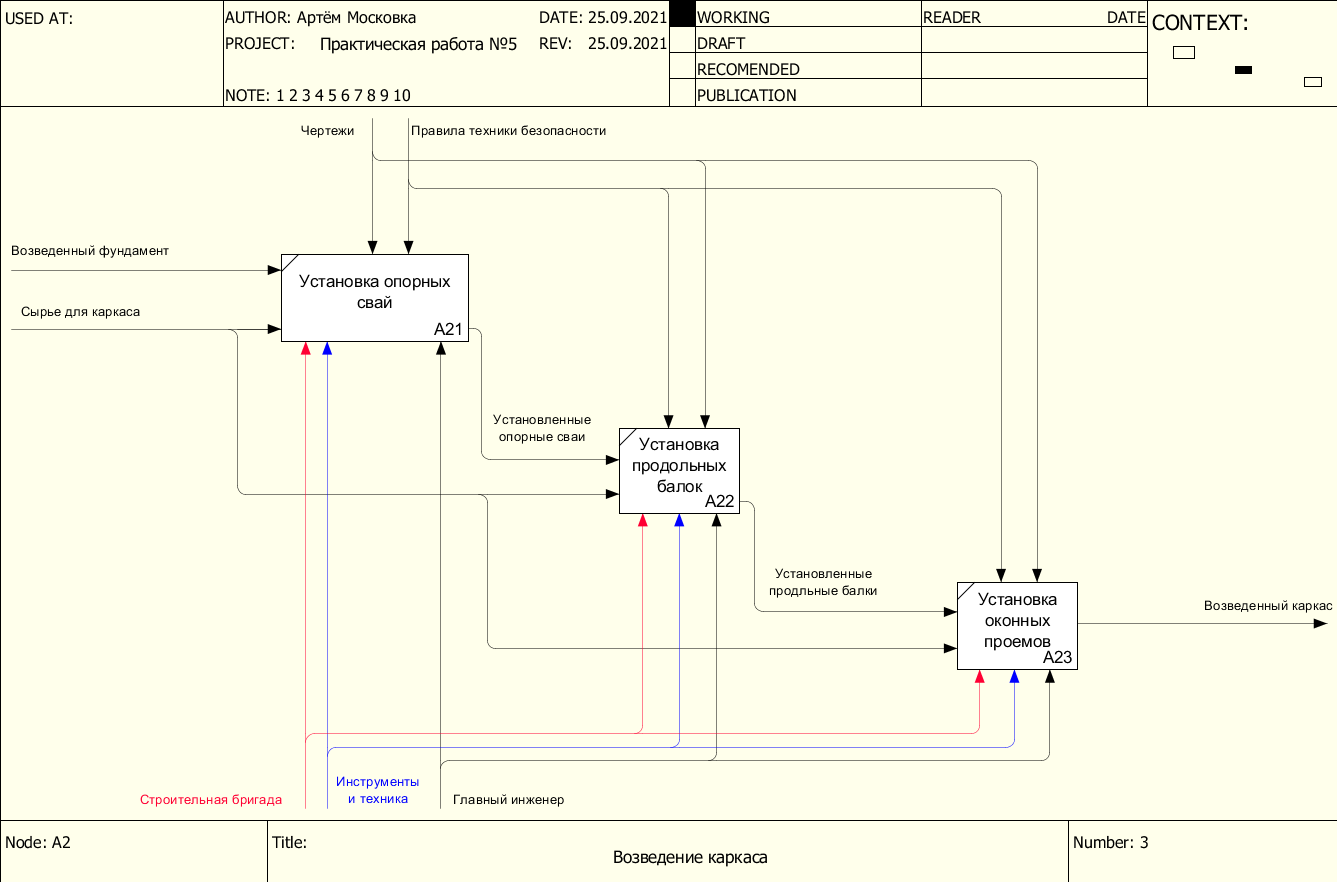 USED AT:
AUTHOR: Артём Московка
DATE: 25.09.2021
WORKING
READER
DATE
CONTEXT:
PROJECT: Практическая работа №5
REV: 25.09.2021
DRAFT
RECOMENDED
NOTE: 1 2 3 4 5 6 7 8 9 10
PUBLICATION
Чертежи
Правила техники безопасности
Возведенный фундамент
Сырье для каркаса
Установка опорных
свай
A21
Установленные
опорные сваи
Установка
продольных
балок
A22
Установленные
продльные балки
Установка
оконных
проемов
A23
Возведенный каркас
Строительная бригада
Инструменты
и техника
Главный инженер
Node: A2
Title:
Возведение каркаса
Number: 3